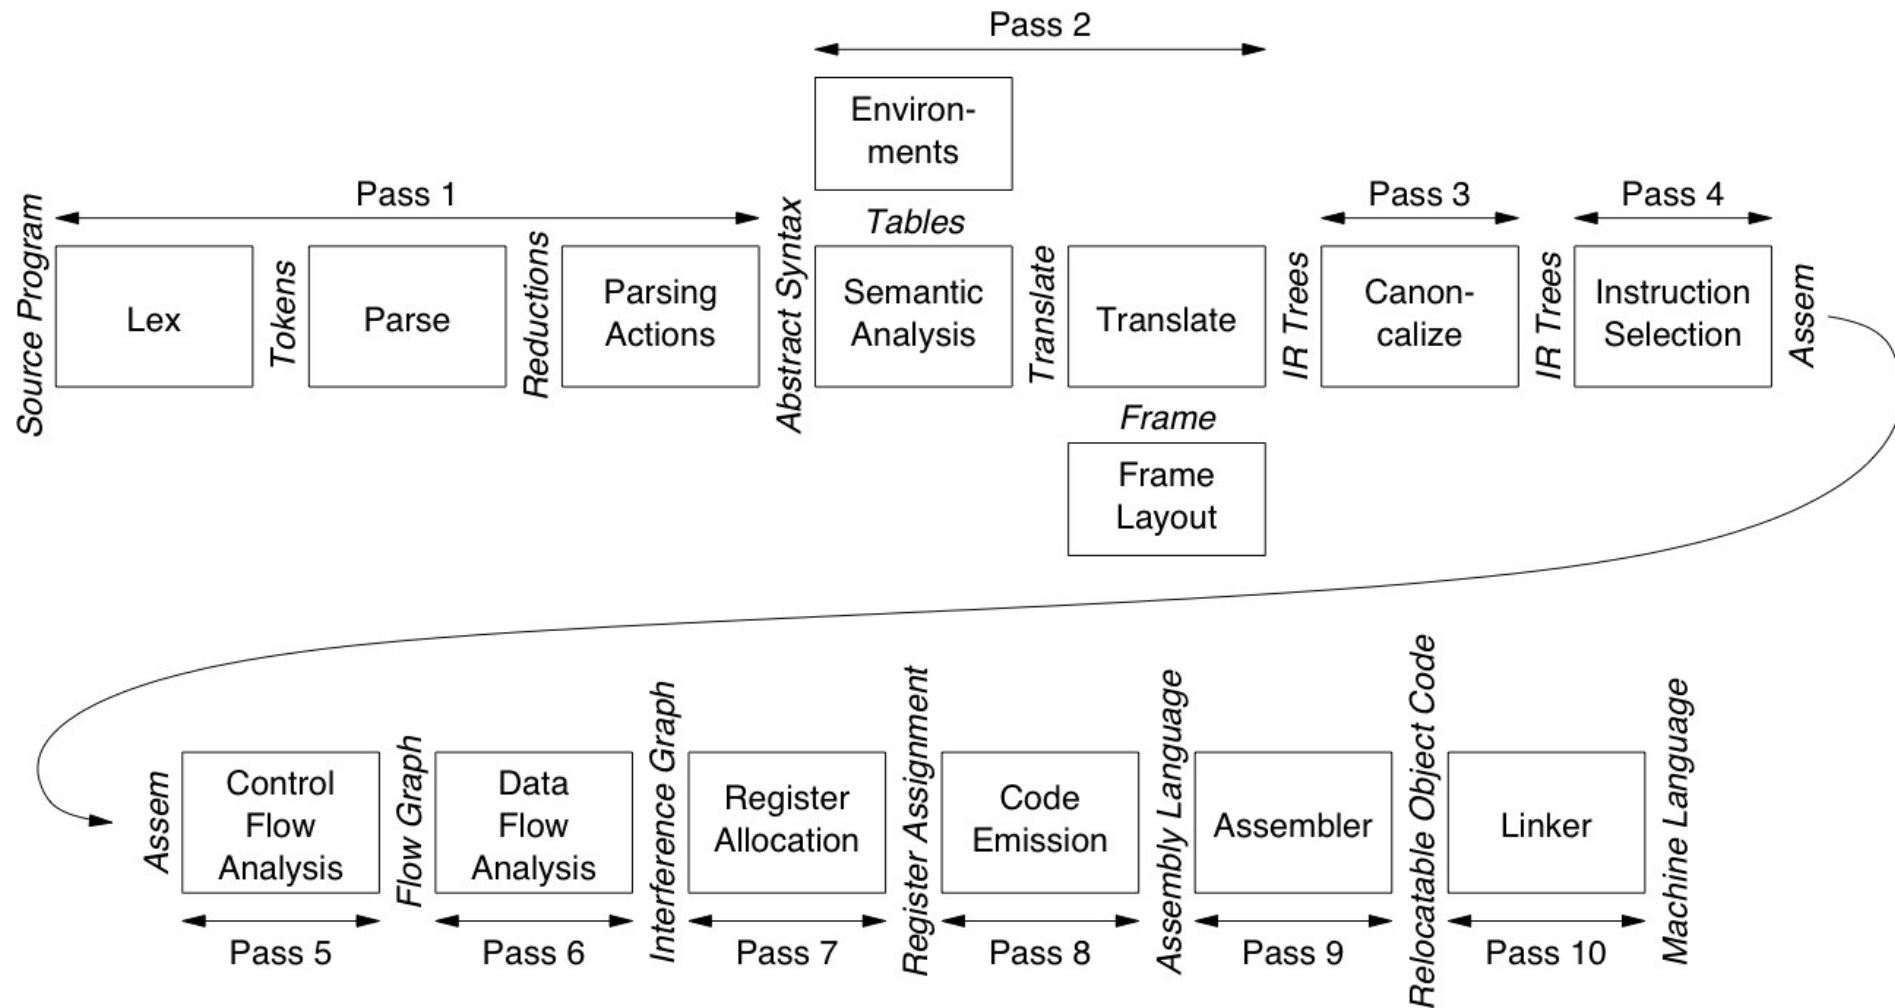 Pass 2
Environ-
ments
Pass 1
Pass 3
Pass 4
Tables
Source Program
Lex
Tokens
Parse
Reductions
Parsing
Actions
Abstract Syntax
Semantic
Analysis
Translate
Translate
IR Trees
Canon-
calize
IR Trees
Instruction
Selection
Assem
Frame
Frame
Layout
Assem
Control
Flow
Analysis
Flow Graph
Data
Flow
Analysis
Interference Graph
Register
Allocation
Register Assignment
Code
Emission
Assembly Language
Assembler
Relocatable Object Code
Linker
Machine Language
Pass 5
Pass 6
Pass 7
Pass 8
Pass 9
Pass 10